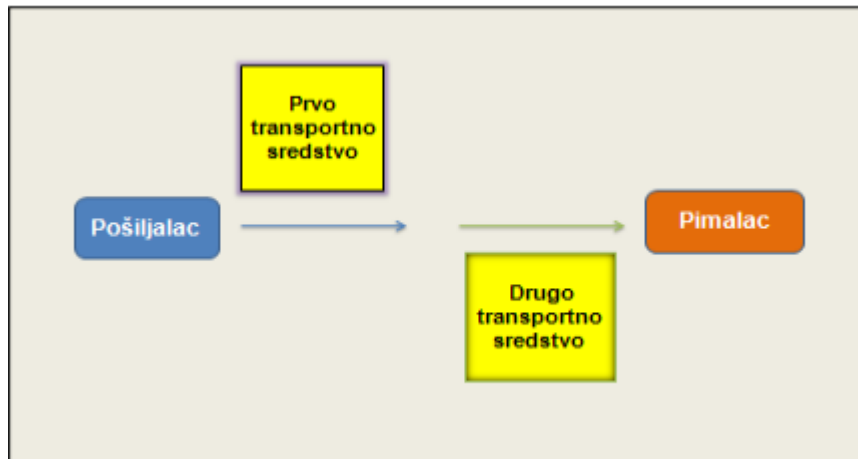 Prvo
transportno
sredstvo
Pošiljalac
Pimalac
Drugo
transportno
sredstvo